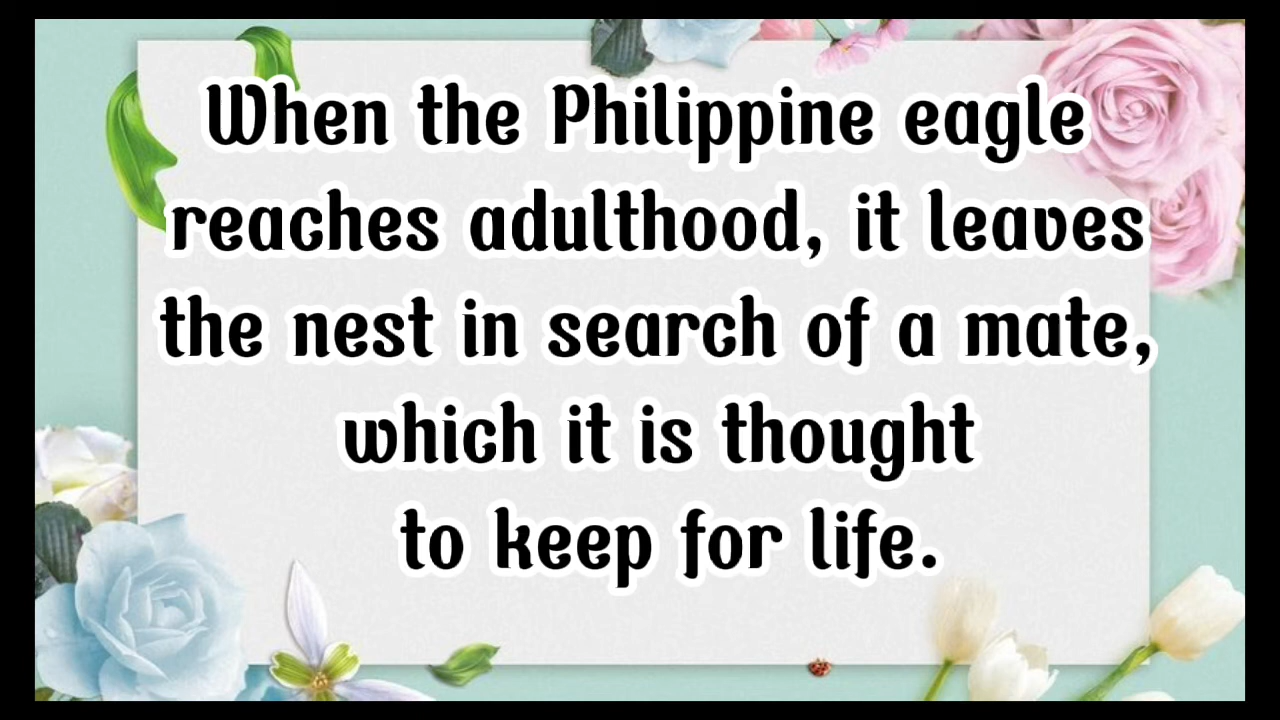 When the Philippine eagle
reaches adulthood, it leaves
the nest in search of a mate,
which it is thought
to keep for life.